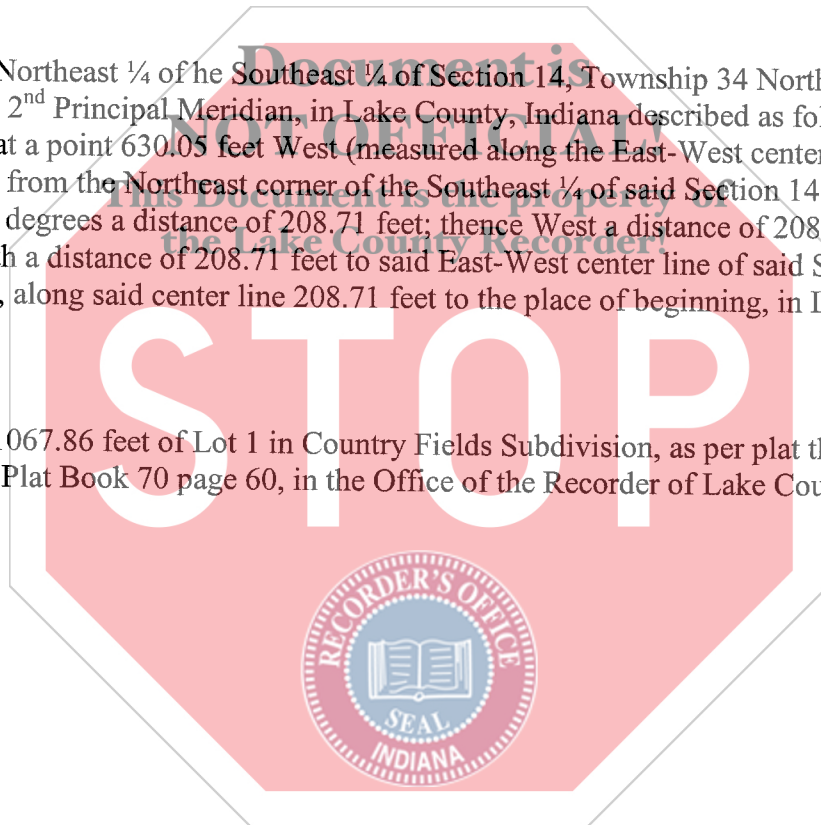 Document is
Northeast ¼ of he Southeast ¼ of Section 14, Township 34 North
2nd Principal Meridian, in Lake County, Indiana described as fol
NOT OFFICIAL!
at a point 630.05 feet West (measured along the East-West center
from the Northeast corner of the Southeast ¼ of said Section 14
This Document is the property of
degrees a distance of 208.71 feet; thence West a distance of 208
the Lake County Recorder!
h a distance of 208.71 feet to said East-West center line of said S
, along said center line 208.71 feet to the place of beginning, in
STOP
067.86 feet of Lot 1 in Country Fields Subdivision, as per plat th
Plat Book 70 page 60, in the Office of the Recorder of Lake Cou
RECORDER'S OFFICE
SEAL
INDIANA